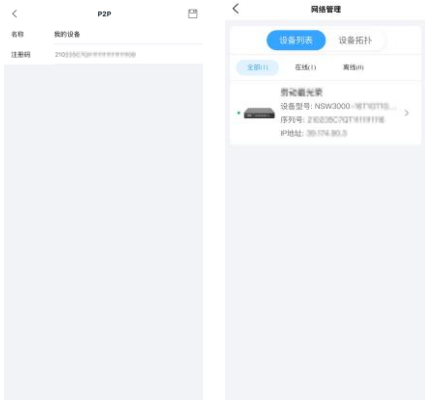 P2P
名称 我的设备
注册码
网络管理
设备列表 设备拓扑
全部(1) 在线(1) 离线(0)
设备型号: NSW3000
序列号:
IP地址: